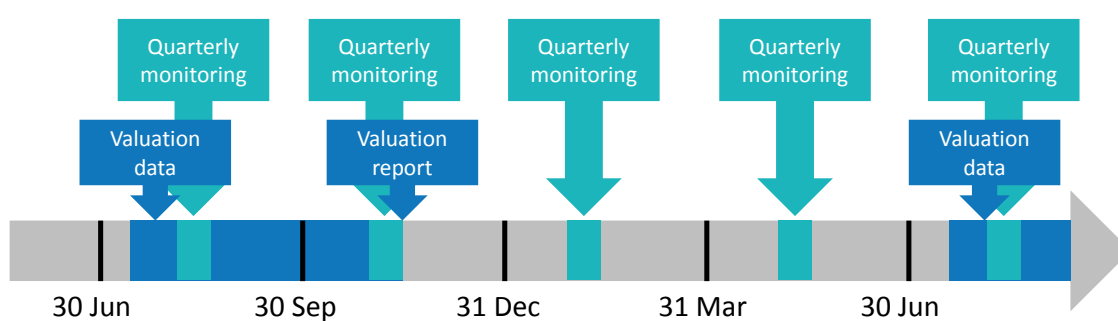 Quarterly
monitoring
Quarterly
monitoring
Quarterly
monitoring
Quarterly
monitoring
Quarterly
monitoring
Valuation
data
Valuation
report
Valuation
data
30 Jun
30 Sep
31 Dec
31 Mar
30 Jun